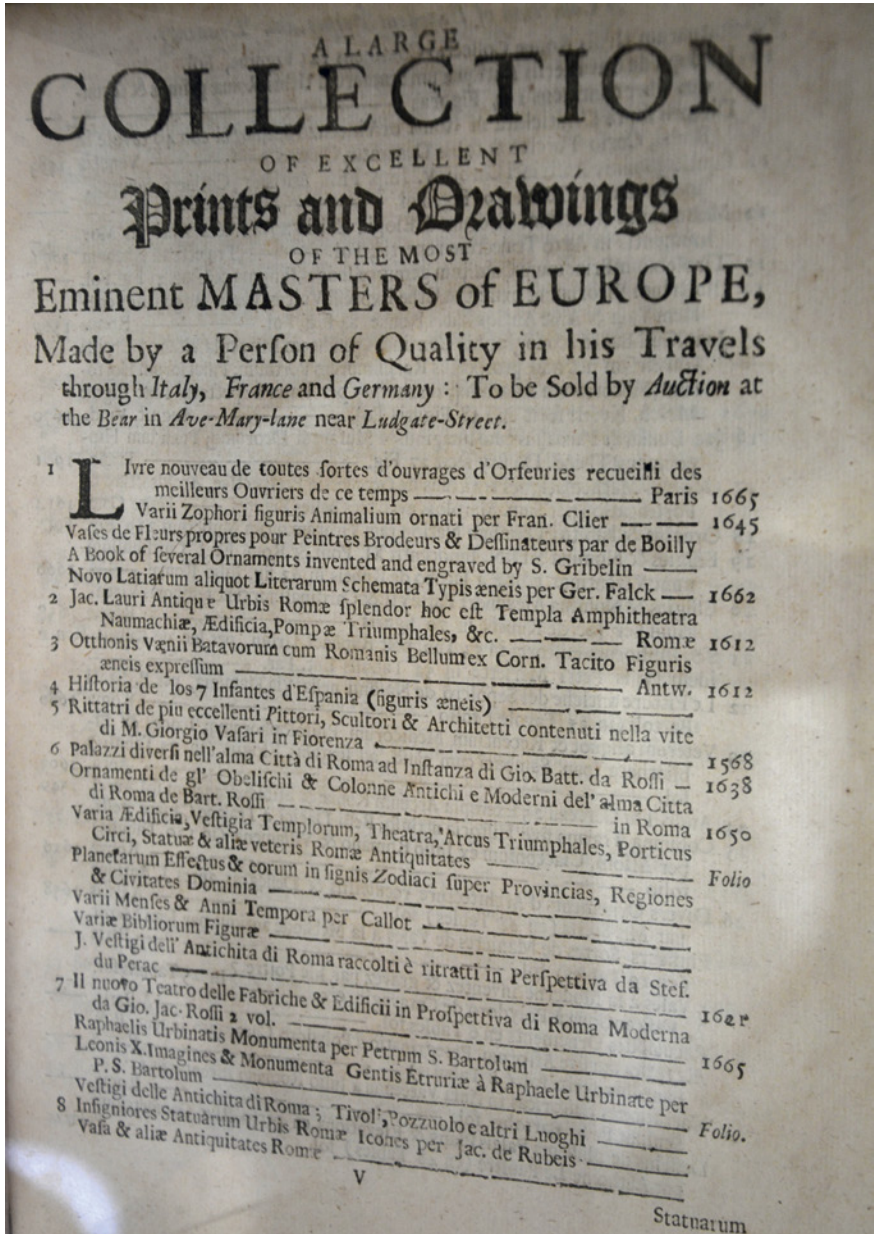 A LARGE
COLLECTION
OF EXCELLENT
Prints and Drawings
OF THE MOST
Eminent MASTERS of EUROPE,
Made by a Perſon of Quality in his Travels
through Italy, France and Germany : To be Sold by Auction at
the Bear in Ave-Mary-lane near Ludgate-Street.
1 LIvre nouveau de toutes ſortes d'ouvrages d'Orfeuries recueilli des
meilleurs Ouvriers de ce temps — Paris 1665
Varii Zophori figuris Animalium ornati per Fran. Clier — 1645
Vaſes de Fleurs propres pour Peintres Brodeurs & Deſſinateurs par de Boilly
A Book of ſeveral Ornaments invented and engraved by S. Gribelin —
Novo Latiarum aliquot Literarum Schemata Typis æneis per Ger. Falck — 1662
2 Jac. Lauri Antique Urbis Romæ ſplendor hoc eſt Templa Amphitheatra
Naumachiæ, Ædificia, Pompæ Triumphales, &c. — Romæ 1612
3 Otthonis Vænii Batavorum cum Romanis Bellum ex Corn. Tacito Figuris
æneis expreſſum — Antw. 1612
4 Hiſtoria de los 7 Infantes d'Eſpania (figuris æneis) —
5 Rittatri de piu eccellenti Pittori, Scultori & Architetti contenuti nella vite
di M. Giorgio Vaſari in Fiorenza — 1568
6 Palazzi diverſi nell'alma Città di Roma ad Inſtanza di Gio. Batt. da Roſſi — 1638
Ornamenti de gl' Obeliſchi & Colonne Antichi e Moderni del' alma Citta
di Roma de Bart. Roſſi — in Roma 1650
Varia Ædificia, Veſtigia Templorum, Theatra, Arcus Triumphales, Porticus
Circi, Statuæ & aliæ veteris Romæ Antiquitates — Folio
Planetarum Effectus & eorum in ſignis Zodiaci ſuper Provincias, Regiones
& Civitates Dominia —
Varii Menſes & Anni Tempora per Callot —
Variæ Bibliorum Figuræ —
J. Veſtigi dell' Antichita di Roma raccolti è ritratti in Perſpettiva da Stef.
du Perac — 1621
7 Il nuovo Teatro delle Fabriche & Edificii in Proſpettiva di Roma Moderna
da Gio. Jac. Roſſi 2 vol. — 1665
Raphaelis Urbinatis Monumenta per Petrum S. Bartolum —
Leonis X. Imagines & Monumenta Gentis Etruriæ à Raphaele Urbinate per
P. S. Bartolum — Folio.
Veſtigi delle Antichita di Roma, Tivoli, Pozzuolo e altri Luoghi —
8 Inſigniores Statuarum Urbis Romæ Icones per Jac. de Rubeis —
Vaſa & aliæ Antiquitates Rome —
V
Statuarum